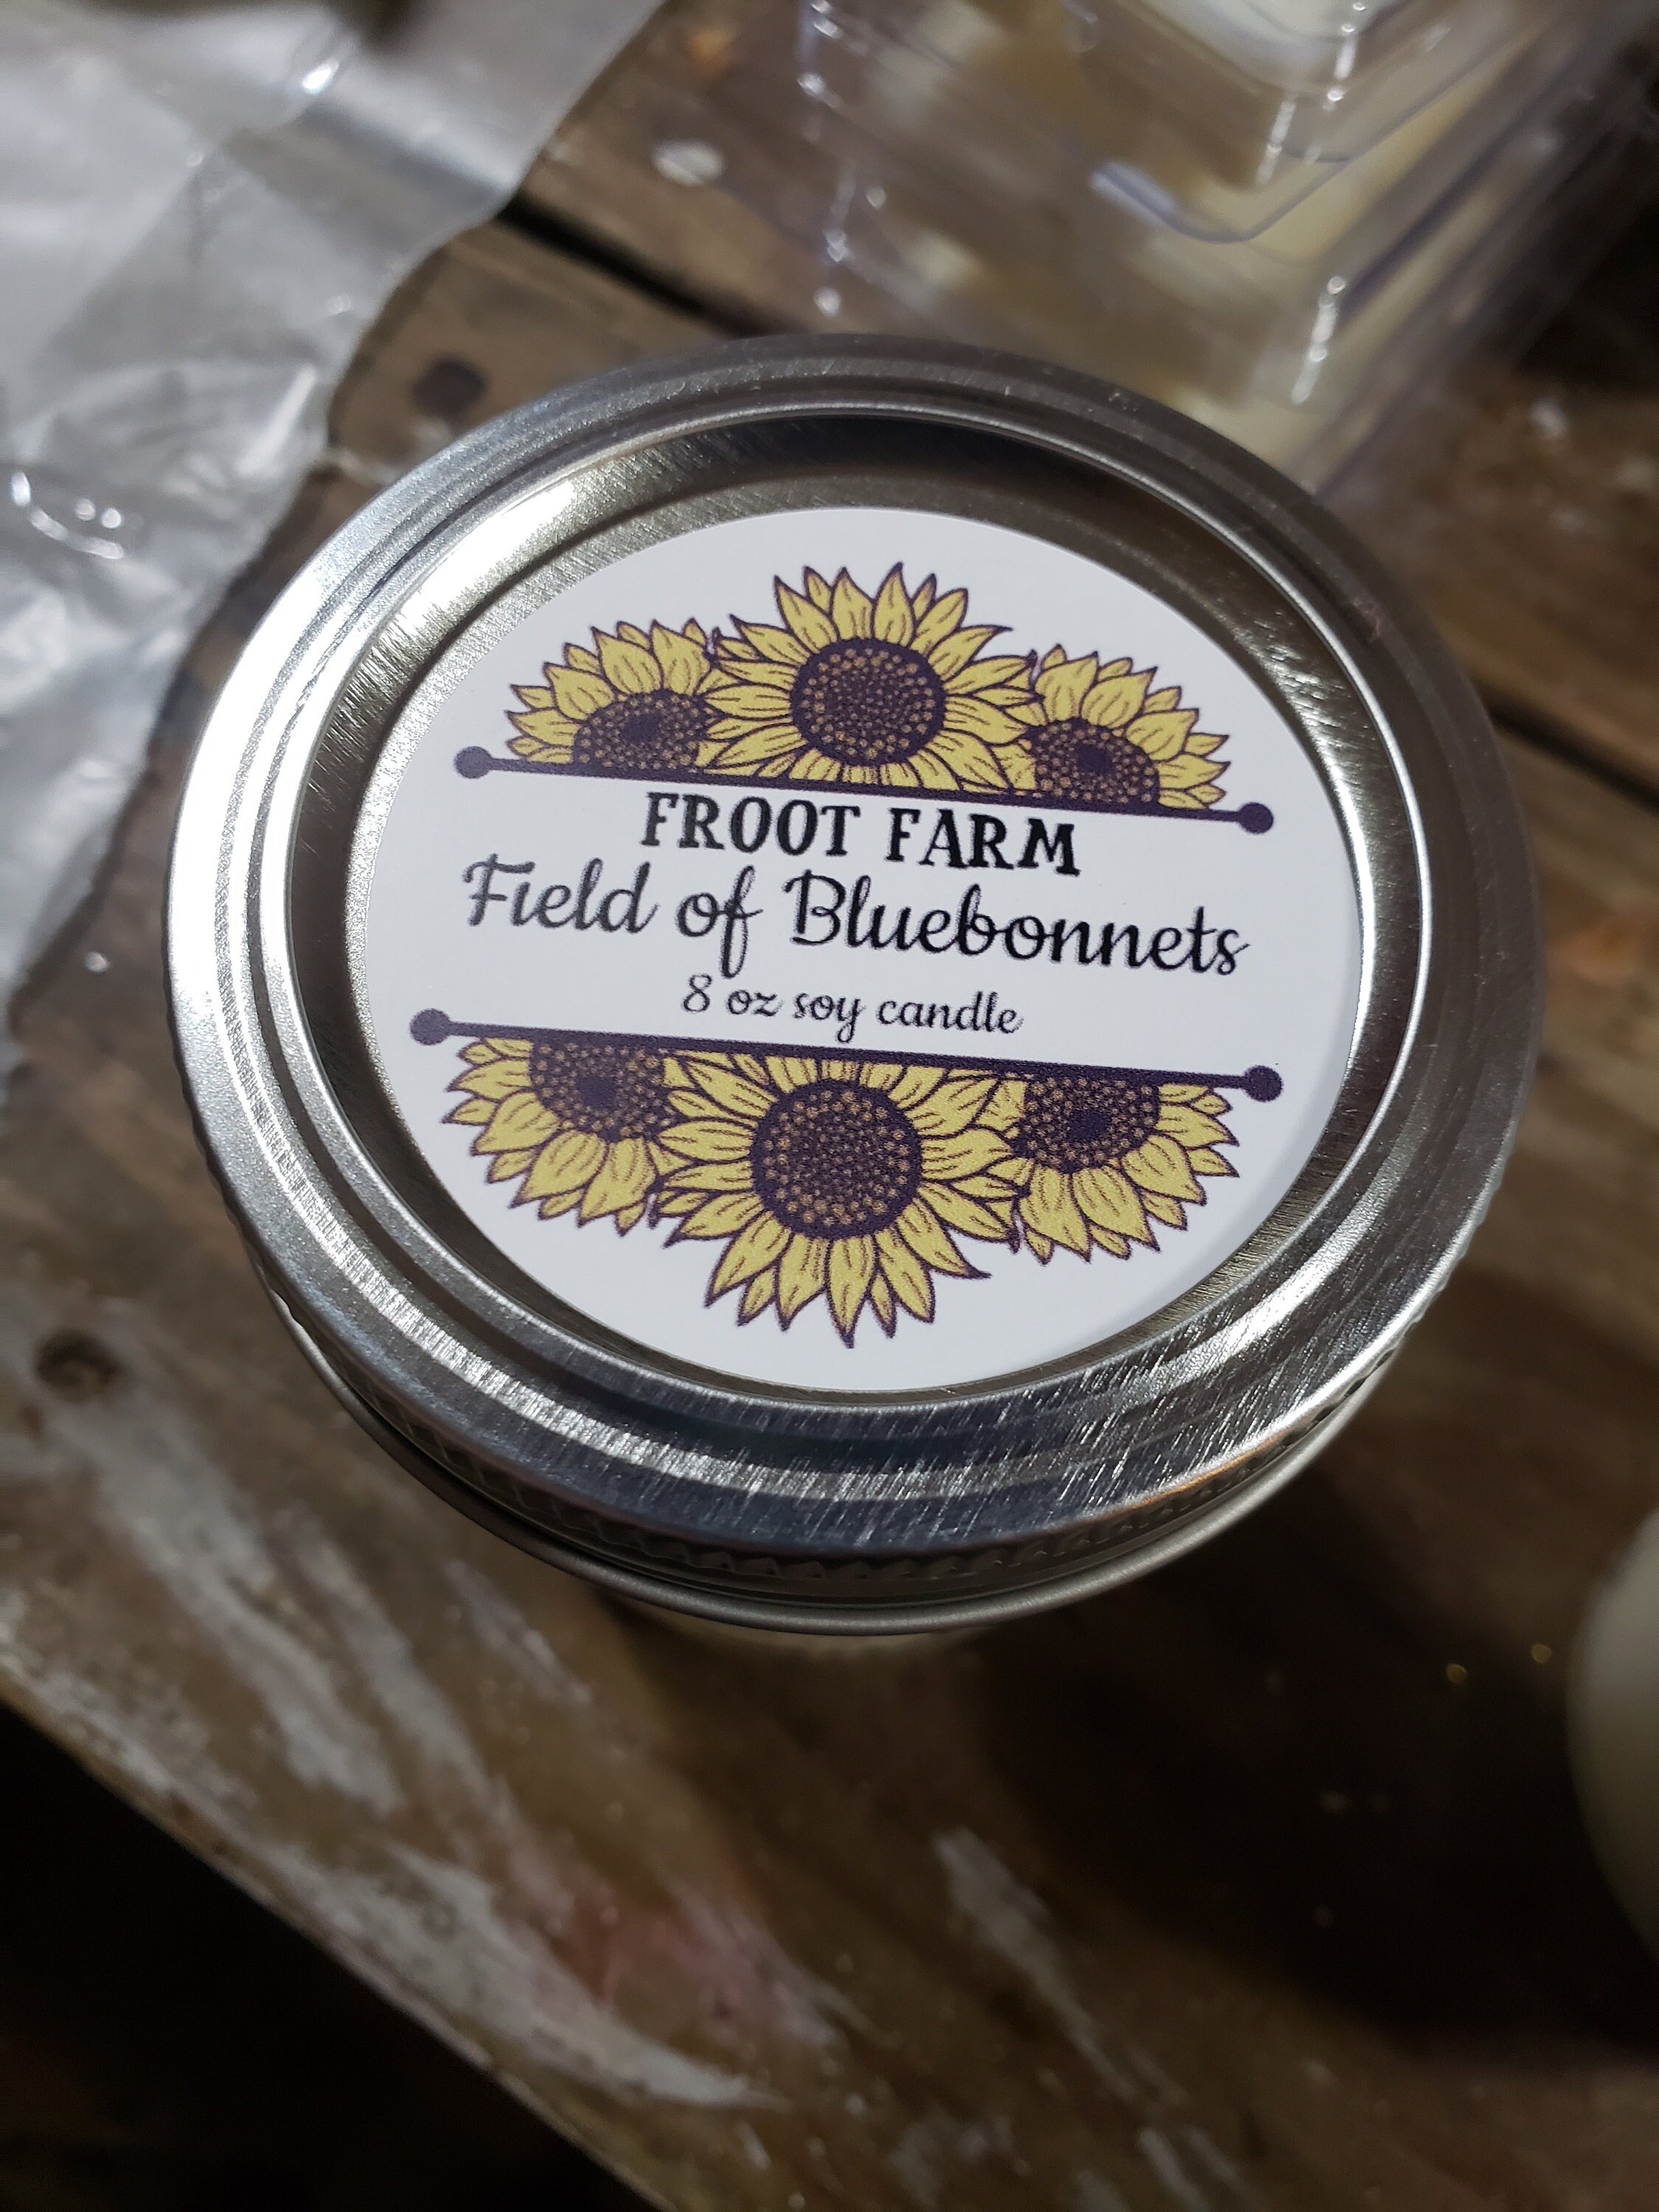 FROOT FARM
Field of Bluebonnets
8 oz soy candle